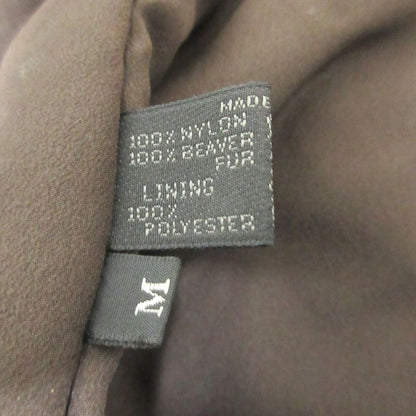 MADE
100% NYLON
100% BEAVER
FUR
LINING
100%
POLYESTER
M